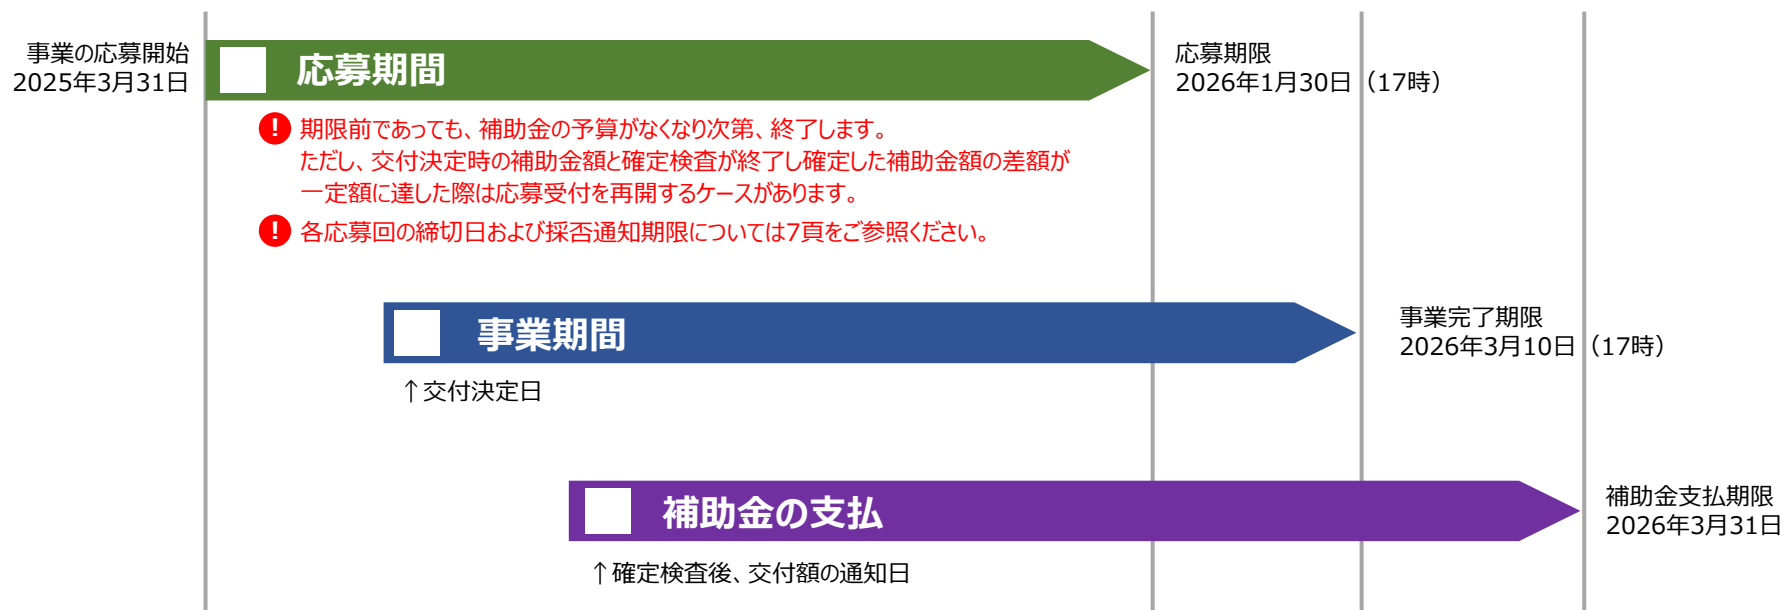 事業の応募開始
2025年3月31日
応募期間
応募期限
2026年1月30日（17時）
! 期限前であっても、補助金の予算がなくなり次第、終了します。
ただし、交付決定時の補助金額と確定検査が終了し確定した補助金額の差額が
一定額に達した際は応募受付を再開するケースがあります。
! 各応募回の締切日および採否通知期限については7頁をご参照ください。
事業期間
事業完了期限
2026年3月10日（17時）
↑交付決定日
補助金の支払
補助金支払期限
2026年3月31日
↑確定検査後、交付額の通知日